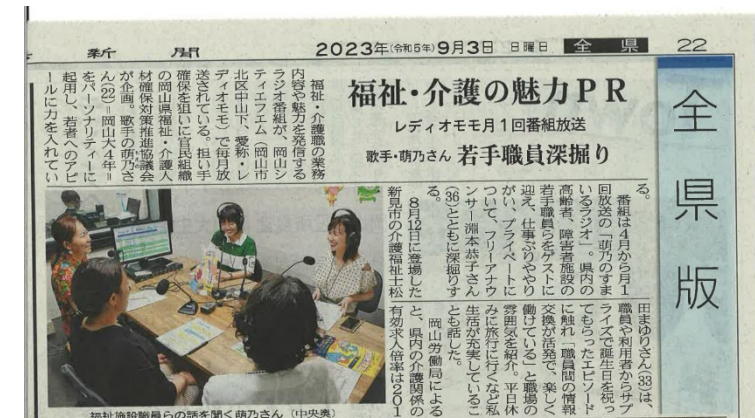 新聞
2023年(令和5年)9月3日 日曜日 全県 22
全県版
福祉・介護の魅力PR
レディオモモ月1回番組放送
歌手・萌乃さん 若手職員深掘り
福祉・介護職の業務
内容や魅力を発信する
ラジオ番組が、岡山シ
ティエフエム(岡山市
北区中山下、愛称・レ
ディオモモ)で毎月放
送されている。担い手
確保を狙いに官民組織
の岡山県福祉・介護人
材確保対策推進協議会
が企画。歌手の萌乃さ
ん(22)=岡山大4年=
をパーソナリティーに
起用し、若者へのアピ
ールに力を入れてい
る。
番組は4月から月1
回放送の「萌乃のすま
いるラジオ」。県内の
高齢者、障害者施設の
若手職員らをゲストに
迎え、仕事ぶりややり
がい、プライベートに
ついて、フリーアナウ
ンサー淵本恭子さん
(36)とともに深掘りす
る。
8月12日に登場した
新見市の介護福祉士松
田まゆりさん(33)は、
職員や利用者からサプ
ライズで誕生日を祝っ
てもらったエピソード
に触れ「職員間の情報
交換が活発で、楽しく
働けている」と職場の
雰囲気を紹介。平日休
みに旅行に行くなど私
生活が充実しているこ
とも話した。
岡山労働局による
と、県内の介護関係の
有効求人倍率は201
福祉施設職員らの話を聞く萌乃さん(中央奥)